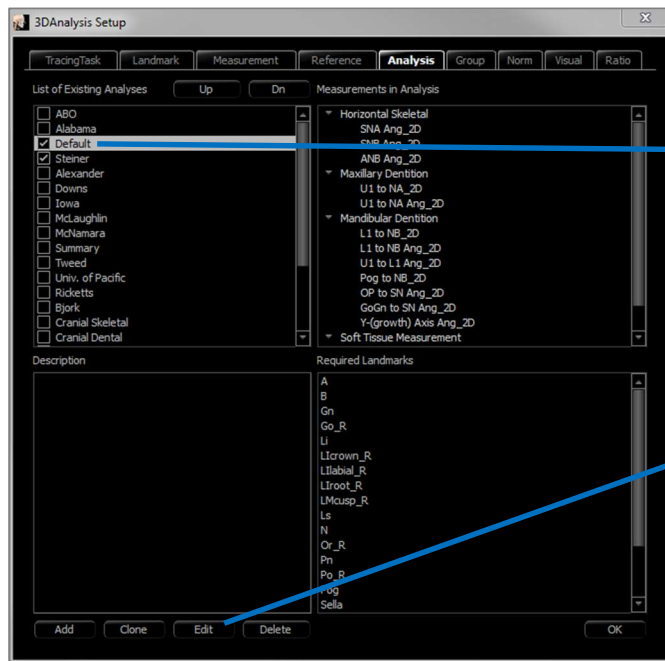 3DAnalysis Setup
TracingTask Landmark Measurement Reference Analysis Group Norm Visual Ratio
List of Existing Analyses Up Dn
ABO
Alabama
Default
Steiner
Alexander
Downs
Iowa
McLaughlin
McNamara
Summary
Tweed
Univ. of Pacific
Ricketts
Bjork
Cranial Skeletal
Cranial Dental
Measurements in Analysis
Horizontal Skeletal
SNA Ang_2D
SNB Ang_2D
ANB Ang_2D
Maxillary Dentition
U1 to NA_2D
U1 to NA Ang_2D
Mandibular Dentition
L1 to NB_2D
L1 to NB Ang_2D
U1 to L1 Ang_2D
Pog to NB_2D
OP to SN Ang_2D
GoGn to SN Ang_2D
Y-(growth) Axis Ang_2D
Soft Tissue Measurement
Description
Required Landmarks
A
B
Gn
Go_R
Li
LIcrown_R
LIlabial_R
LIroot_R
LMcusp_R
Ls
N
Or_R
Pn
Po_R
Pog
Sella
Add Clone Edit Delete OK